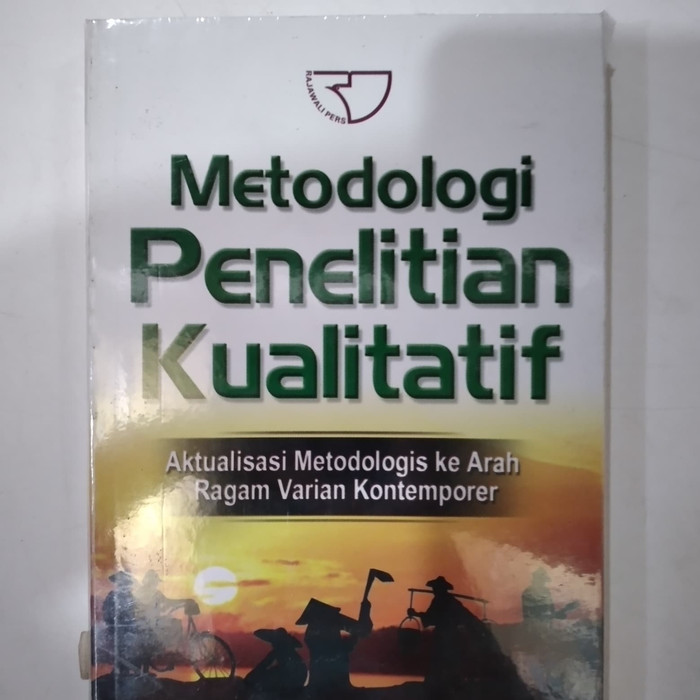 RAJAWALI PERS
Metodologi
Penelitian
Kualitatif
Aktualisasi Metodologis ke Arah
Ragam Varian Kontemporer